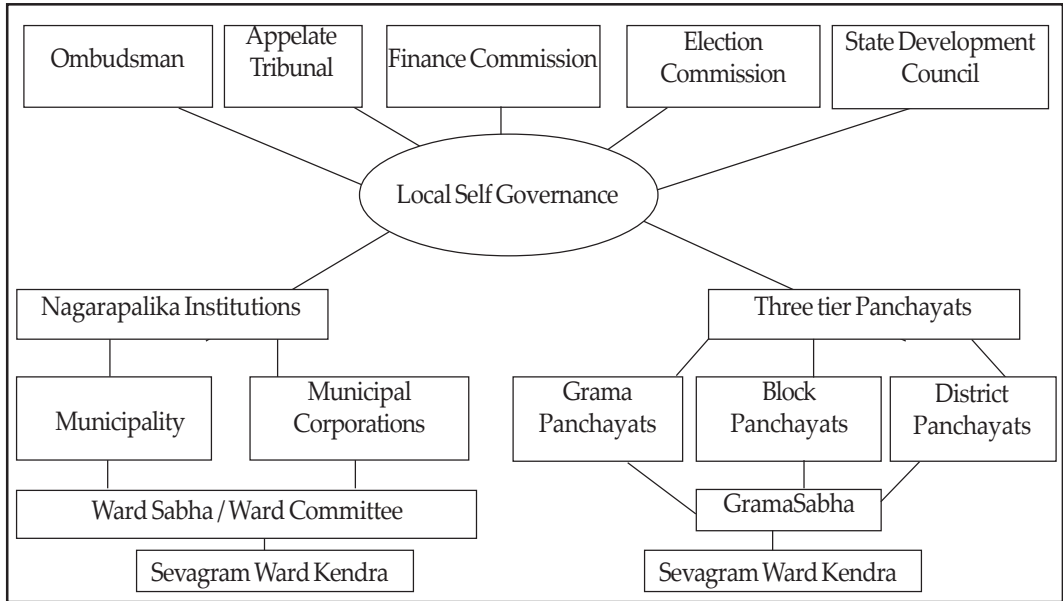 Ombudsman
Appelate
Tribunal
Finance Commission
Election
Commission
State Development
Council
Local Self Governance
Nagarapalika Institutions
Three tier Panchayats
Municipality
Municipal
Corporations
Grama
Panchayats
Block
Panchayats
District
Panchayats
Ward Sabha / Ward Committee
GramaSabha
Sevagram Ward Kendra
Sevagram Ward Kendra